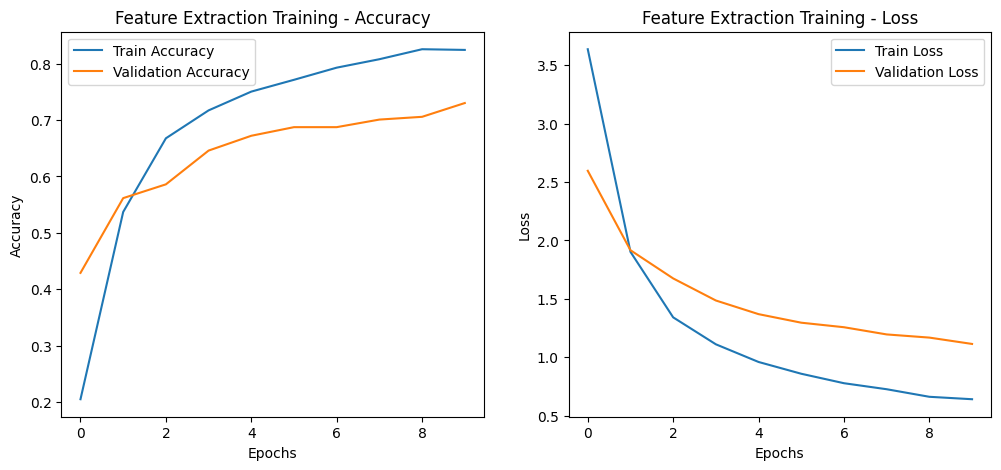 Feature Extraction Training - Accuracy
Train Accuracy
Validation Accuracy
0.8
0.7
0.6
0.5
0.4
0.3
0.2
Accuracy
0 2 4 6 8
Epochs
Feature Extraction Training - Loss
Train Loss
Validation Loss
3.5
3.0
2.5
2.0
1.5
1.0
0.5
Loss
0 2 4 6 8
Epochs